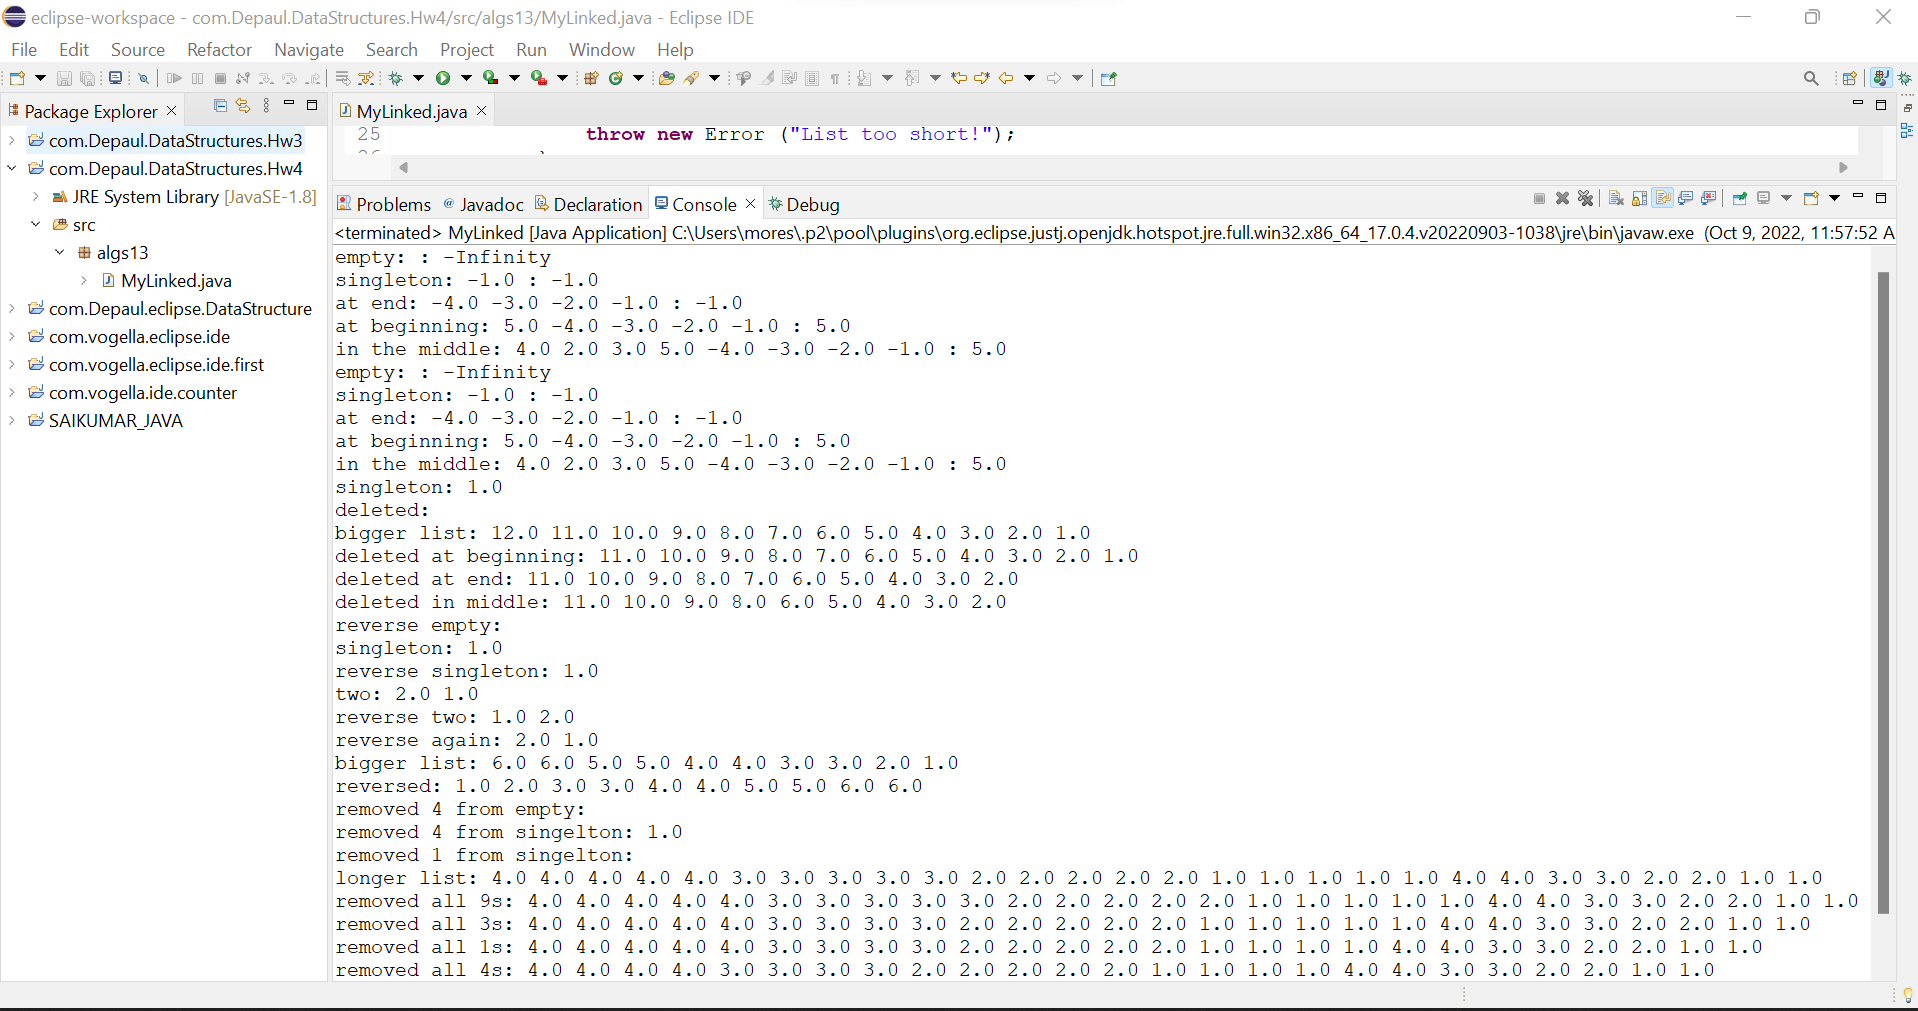 eclipse-workspace - com.Depaul.DataStructures.Hw4/src/algs13/MyLinked.java - Eclipse IDE
File Edit Source Refactor Navigate Search Project Run Window Help
Package Explorer
com.Depaul.DataStructures.Hw3
com.Depaul.DataStructures.Hw4
JRE System Library [JavaSE-1.8]
src
algs13
MyLinked.java
com.Depaul.eclipse.DataStructure
com.vogella.eclipse.ide
com.vogella.eclipse.ide.first
com.vogella.ide.counter
SAIKUMAR_JAVA
MyLinked.java
25 throw new Error ("List too short!");
Problems @ Javadoc Declaration Console Debug
<terminated> MyLinked [Java Application] C:\Users\mores\.p2\pool\plugins\org.eclipse.justj.openjdk.hotspot.jre.full.win32.x86_64_17.0.4.v20220903-1038\jre\bin\javaw.exe (Oct 9, 2022, 11:57:52 A
empty: : -Infinity
singleton: -1.0 : -1.0
at end: -4.0 -3.0 -2.0 -1.0 : -1.0
at beginning: 5.0 -4.0 -3.0 -2.0 -1.0 : 5.0
in the middle: 4.0 2.0 3.0 5.0 -4.0 -3.0 -2.0 -1.0 : 5.0
empty: : -Infinity
singleton: -1.0 : -1.0
at end: -4.0 -3.0 -2.0 -1.0 : -1.0
at beginning: 5.0 -4.0 -3.0 -2.0 -1.0 : 5.0
in the middle: 4.0 2.0 3.0 5.0 -4.0 -3.0 -2.0 -1.0 : 5.0
singleton: 1.0
deleted:
bigger list: 12.0 11.0 10.0 9.0 8.0 7.0 6.0 5.0 4.0 3.0 2.0 1.0
deleted at beginning: 11.0 10.0 9.0 8.0 7.0 6.0 5.0 4.0 3.0 2.0 1.0
deleted at end: 11.0 10.0 9.0 8.0 7.0 6.0 5.0 4.0 3.0 2.0
deleted in middle: 11.0 10.0 9.0 8.0 6.0 5.0 4.0 3.0 2.0
reverse empty:
singleton: 1.0
reverse singleton: 1.0
two: 2.0 1.0
reverse two: 1.0 2.0
reverse again: 2.0 1.0
bigger list: 6.0 6.0 5.0 5.0 4.0 4.0 3.0 3.0 2.0 1.0
reversed: 1.0 2.0 3.0 3.0 4.0 4.0 5.0 5.0 6.0 6.0
removed 4 from empty:
removed 4 from singelton: 1.0
removed 1 from singelton:
longer list: 4.0 4.0 4.0 4.0 4.0 3.0 3.0 3.0 3.0 3.0 2.0 2.0 2.0 2.0 2.0 1.0 1.0 1.0 1.0 1.0 4.0 4.0 3.0 3.0 2.0 2.0 1.0 1.0
removed all 9s: 4.0 4.0 4.0 4.0 4.0 3.0 3.0 3.0 3.0 3.0 2.0 2.0 2.0 2.0 2.0 1.0 1.0 1.0 1.0 1.0 4.0 4.0 3.0 3.0 2.0 2.0 1.0 1.0
removed all 3s: 4.0 4.0 4.0 4.0 4.0 3.0 3.0 3.0 3.0 2.0 2.0 2.0 2.0 2.0 1.0 1.0 1.0 1.0 1.0 4.0 4.0 3.0 3.0 2.0 2.0 1.0 1.0
removed all 1s: 4.0 4.0 4.0 4.0 4.0 3.0 3.0 3.0 3.0 2.0 2.0 2.0 2.0 2.0 1.0 1.0 1.0 1.0 4.0 4.0 3.0 3.0 2.0 2.0 1.0 1.0
removed all 4s: 4.0 4.0 4.0 4.0 3.0 3.0 3.0 3.0 2.0 2.0 2.0 2.0 2.0 1.0 1.0 1.0 1.0 4.0 4.0 3.0 3.0 2.0 2.0 1.0 1.0